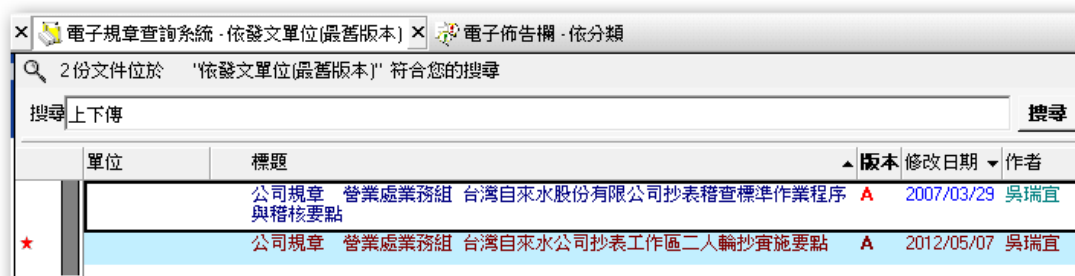 電子規章查詢系統 - 依發文單位(最舊版本) 電子佈告欄 - 依分類
2份文件位於 "依發文單位(最舊版本)" 符合您的搜尋
搜尋 上下傳 搜尋
單位 標題 版本 修改日期 作者
公司規章 營業處業務組 台灣自來水股份有限公司抄表稽查標準作業程序 A 2007/03/29 吳瑞宜
與稽核要點
公司規章 營業處業務組 台灣自來水公司抄表工作區二人輪抄實施要點 A 2012/05/07 吳瑞宜